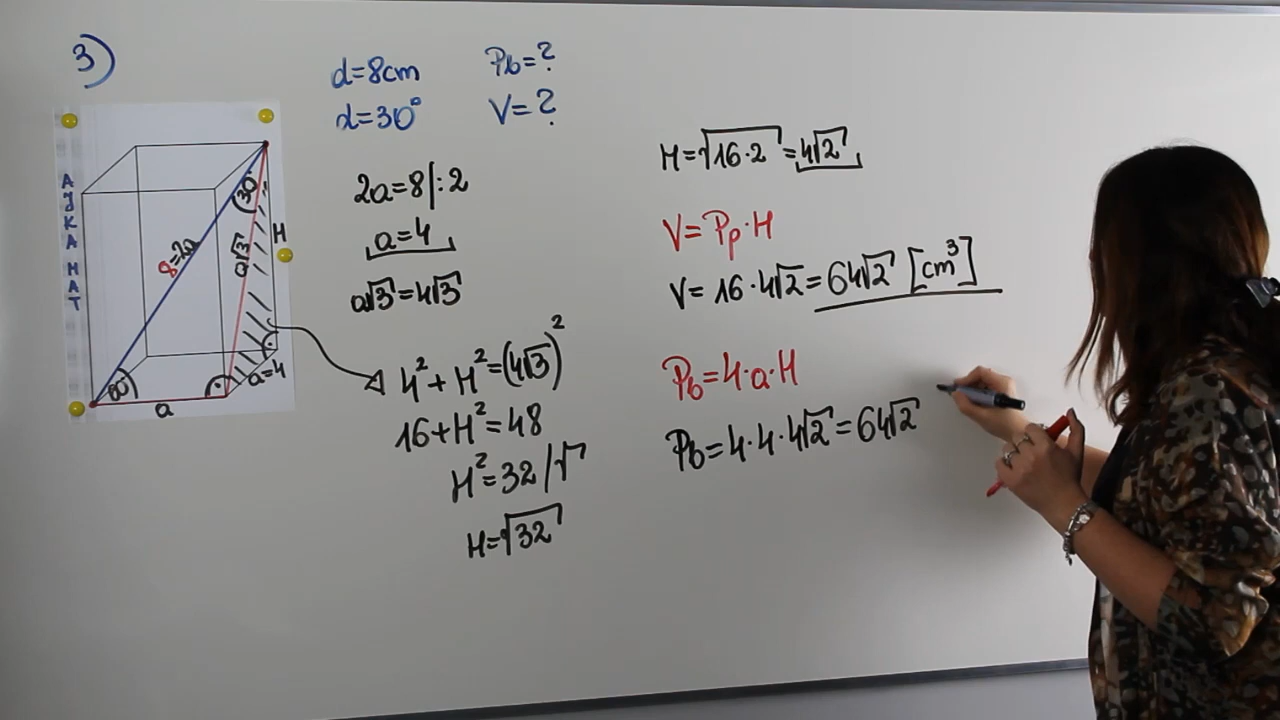 3)
d=8cm
d=30°
Pb=?
V=?
AJKA MAT
30°
8=2a
a√3
H
60°
a
a=4
2a=8|:2
a=4
a√3=4√3
4²+H²=(4√3)²
16+H²=48
H²=32/√
H=√32
H=√16·2=4√2
V=Pp·H
V=16·4√2=64√2 [cm³]
Pb=4·a·H
Pb=4·4·4√2=64√2